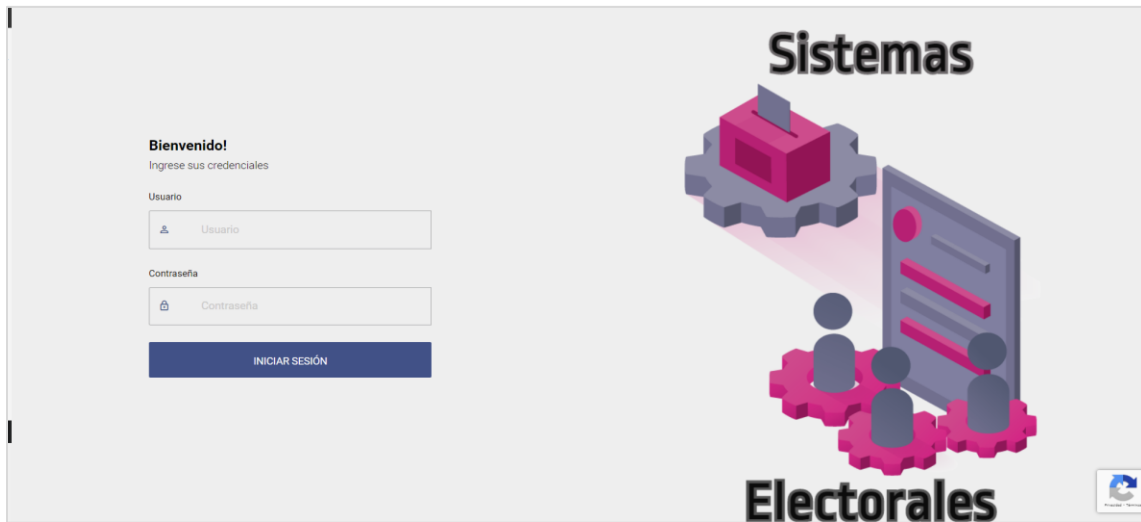 Sistemas
Bienvenido!
Ingrese sus credenciales
Usuario
Usuario
Contraseña
Contraseña
INICIAR SESIÓN
Electorales